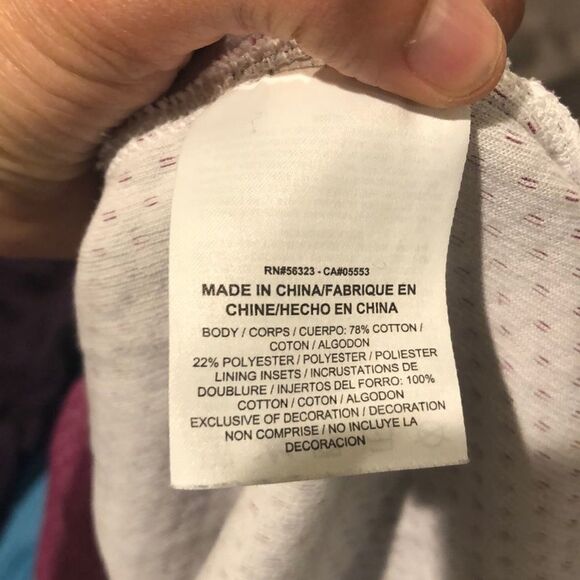 RN#56323 - CA#05553
MADE IN CHINA/FABRIQUE EN
CHINE/HECHO EN CHINA
BODY / CORPS / CUERPO: 78% COTTON /
COTON / ALGODON
22% POLYESTER / POLYESTER / POLIESTER
LINING INSETS / INCRUSTATIONS DE
DOUBLURE / INJERTOS DEL FORRO: 100%
COTTON / COTON / ALGODON
EXCLUSIVE OF DECORATION / DECORATION
NON COMPRISE / NO INCLUYE LA
DECORACION